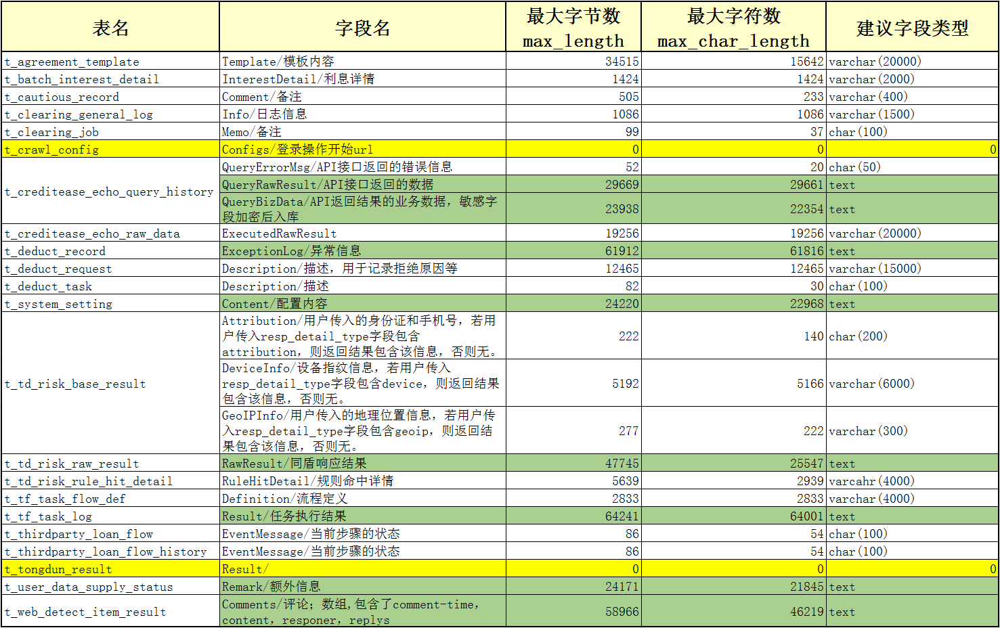 表名 字段名 最大字节数 最大字符数 建议字段类型
max_length max_char_length
t_agreement_template Template/模板内容 34515 15642 varchar(20000)
t_batch_interest_detail InterestDetail/利息详情 1424 1424 varchar(2000)
t_cautious_record Comment/备注 505 233 varchar(400)
t_clearing_general_log Info/日志信息 1086 1086 varchar(1500)
t_clearing_job Memo/备注 99 37 char(100)
t_crawl_config Configs/登录操作开始url 0 0 0
t_creditease_echo_query_history QueryErrorMsg/API接口返回的错误信息 52 20 char(50)
QueryRawResult/API接口返回的数据 29669 29661 text
QueryBizData/API返回结果的业务数据，敏感字
段加密后入库 23938 22354 text
t_creditease_echo_raw_data ExecutedRawResult 19256 19256 varchar(20000)
t_deduct_record ExceptionLog/异常信息 61912 61816 text
t_deduct_request Description/描述，用于记录拒绝原因等 12465 12465 varchar(15000)
t_deduct_task Description/描述 82 30 char(100)
t_system_setting Content/配置内容 24220 22968 text
t_td_risk_base_result Attribution/用户传入的身份证和手机号，若用
户传入resp_detail_type字段包含 222 140 char(200)
attribution，则返回结果包含该信息，否则无。
DeviceInfo/设备指纹信息，若用户传入
resp_detail_type字段包含device，则返回结果 5192 5166 varchar(6000)
包含该信息，否则无。
GeoIPInfo/用户传入的地理位置信息，若用户传
入resp_detail_type字段包含geoip，则返回结 277 222 varchar(300)
果包含该信息，否则无。
t_td_risk_raw_result RawResult/同盾响应结果 47745 25547 text
t_td_risk_rule_hit_detail RuleHitDetail/规则命中详情 5639 2939 varcahr(4000)
t_tf_task_flow_def Definition/流程定义 2833 2833 varchar(4000)
t_tf_task_log Result/任务执行结果 64241 64001 text
t_thirdparty_loan_flow EventMessage/当前步骤的状态 86 54 char(100)
t_thirdparty_loan_flow_history EventMessage/当前步骤的状态 86 54 char(100)
t_tongdun_result Result/ 0 0 0
t_user_data_supply_status Remark/额外信息 24171 21845 text
t_web_detect_item_result Comments/评论；数组,包含了comment-time，
content，responer，replys 58966 46219 text